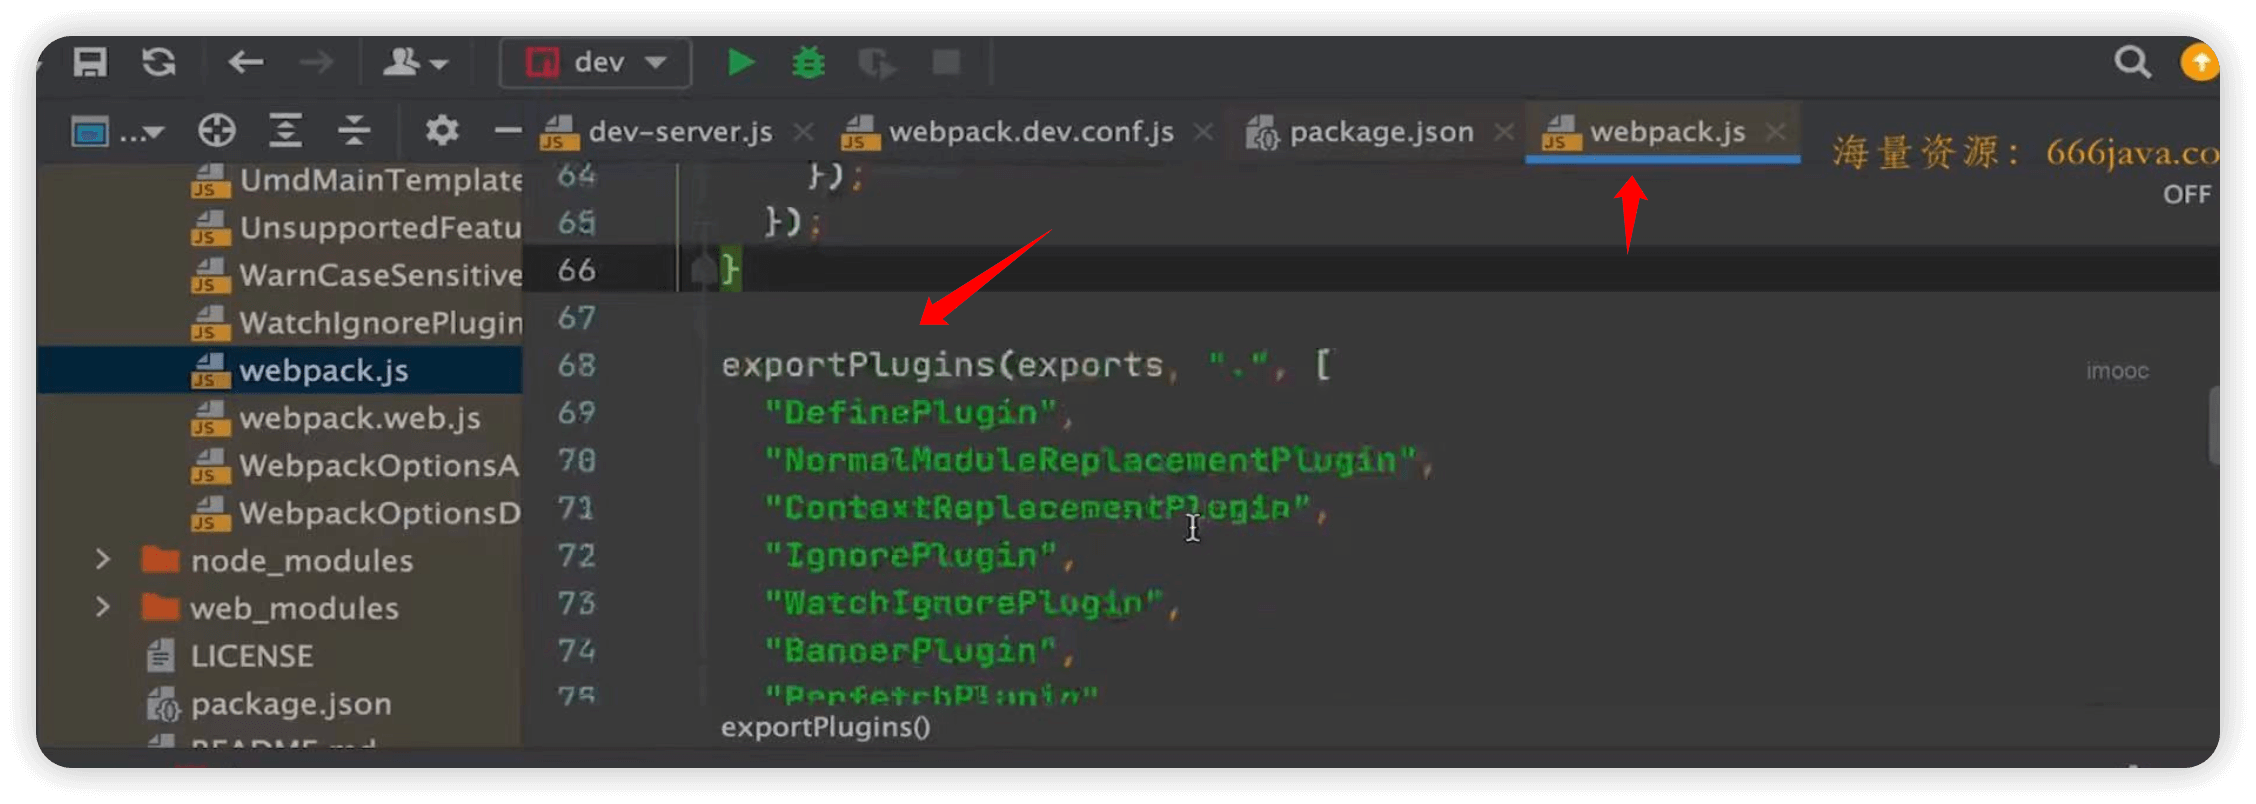 dev
...
dev-server.js
webpack.dev.conf.js
package.json
webpack.js
海量资源：666java.co
OFF
UmdMainTemplate
UnsupportedFeatu
WarnCaseSensitive
WatchIgnorePlugin
webpack.js
webpack.web.js
WebpackOptionsA
WebpackOptionsD
node_modules
web_modules
LICENSE
package.json
README.md
64 });
65 });
66 }
67
68 exportPlugins(exports, ".", [
69 "DefinePlugin",
70 "NormalModuleReplacementPlugin",
71 "ContextReplacementPlugin",
72 "IgnorePlugin",
73 "WatchIgnorePlugin",
74 "BannerPlugin",
75 "PrefetchPlugin"
imooc
exportPlugins()